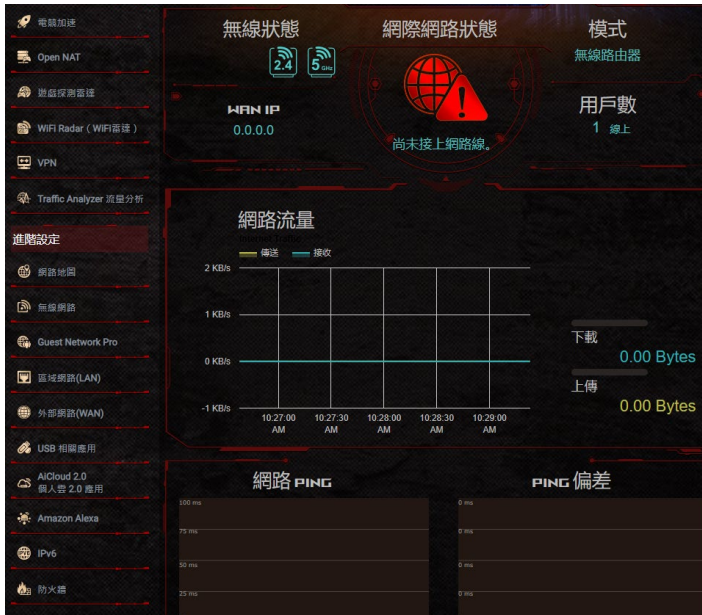 電競加速
Open NAT
遊戲探測雷達
WiFi Radar ( WIFI雷達 )
VPN
Traffic Analyzer 流量分析
進階設定
網路地圖
無線網路
Guest Network Pro
區域網路(LAN)
外部網路(WAN)
USB 相關應用
AiCloud 2.0
個人雲 2.0 應用
Amazon Alexa
IPv6
防火牆
無線狀態
2.4
5 GHz
WAN IP
0.0.0.0
網際網路狀態
尚未接上網路線。
模式
無線路由器
用戶數
1 線上
網路流量
傳送 接收
2 KB/s
1 KB/s
0 KB/s
-1 KB/s
10:27:00 10:27:30 10:28:00 10:28:30 10:29:00
AM AM AM AM AM
下載
0.00 Bytes
上傳
0.00 Bytes
網路 PING
100 ms
75 ms
50 ms
25 ms
PING 偏差
0 ms
0 ms
0 ms
0 ms